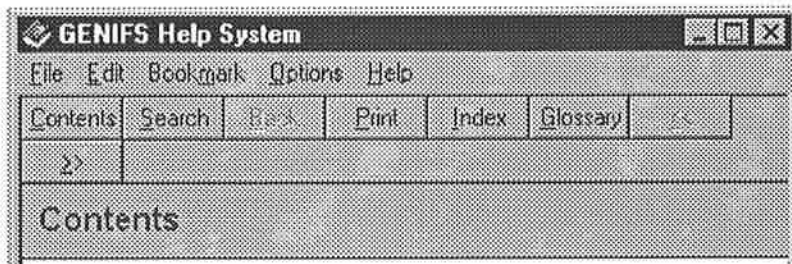 GENIFS Help System
File Edit Bookmark Options Help
Contents Search Back Print Index Glossary <<
>>
Contents